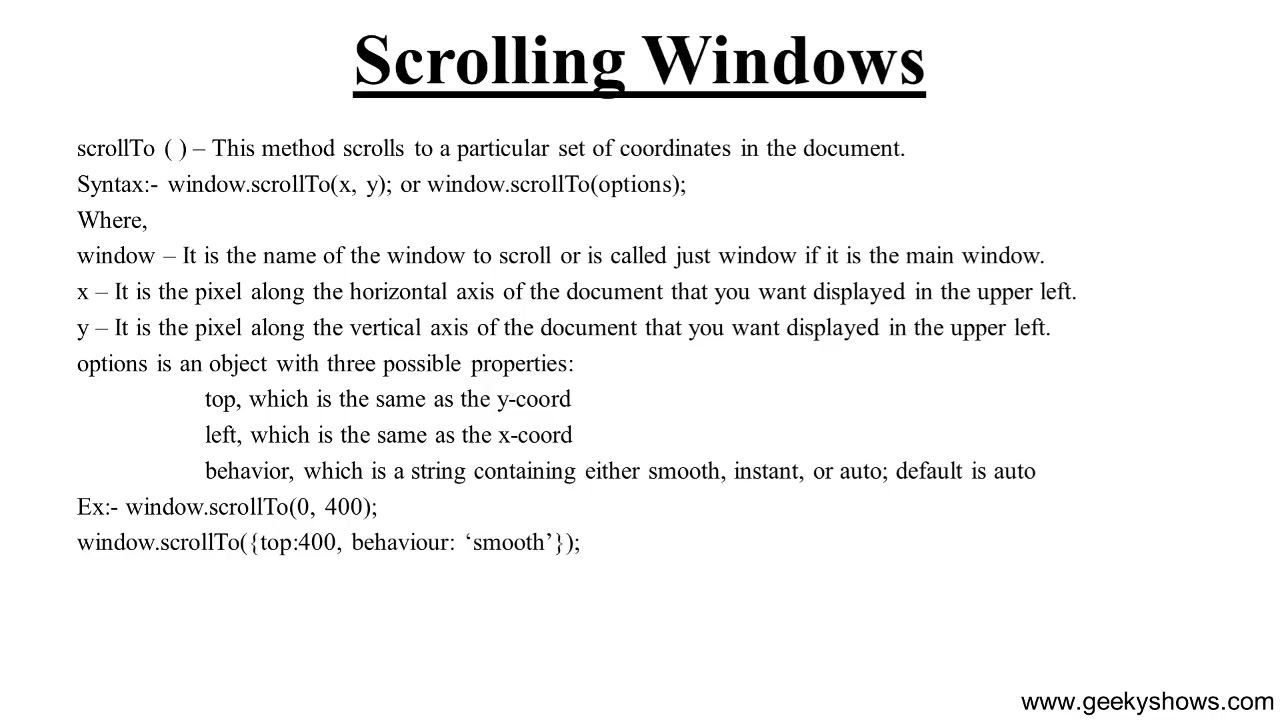 Scrolling Windows
scrollTo ( ) – This method scrolls to a particular set of coordinates in the document.
Syntax:- window.scrollTo(x, y); or window.scrollTo(options);
Where,
window – It is the name of the window to scroll or is called just window if it is the main window.
x – It is the pixel along the horizontal axis of the document that you want displayed in the upper left.
y – It is the pixel along the vertical axis of the document that you want displayed in the upper left.
options is an object with three possible properties:
top, which is the same as the y-coord
left, which is the same as the x-coord
behavior, which is a string containing either smooth, instant, or auto; default is auto
Ex:- window.scrollTo(0, 400);
window.scrollTo({top:400, behaviour: ‘smooth’});
www.geekyshows.com